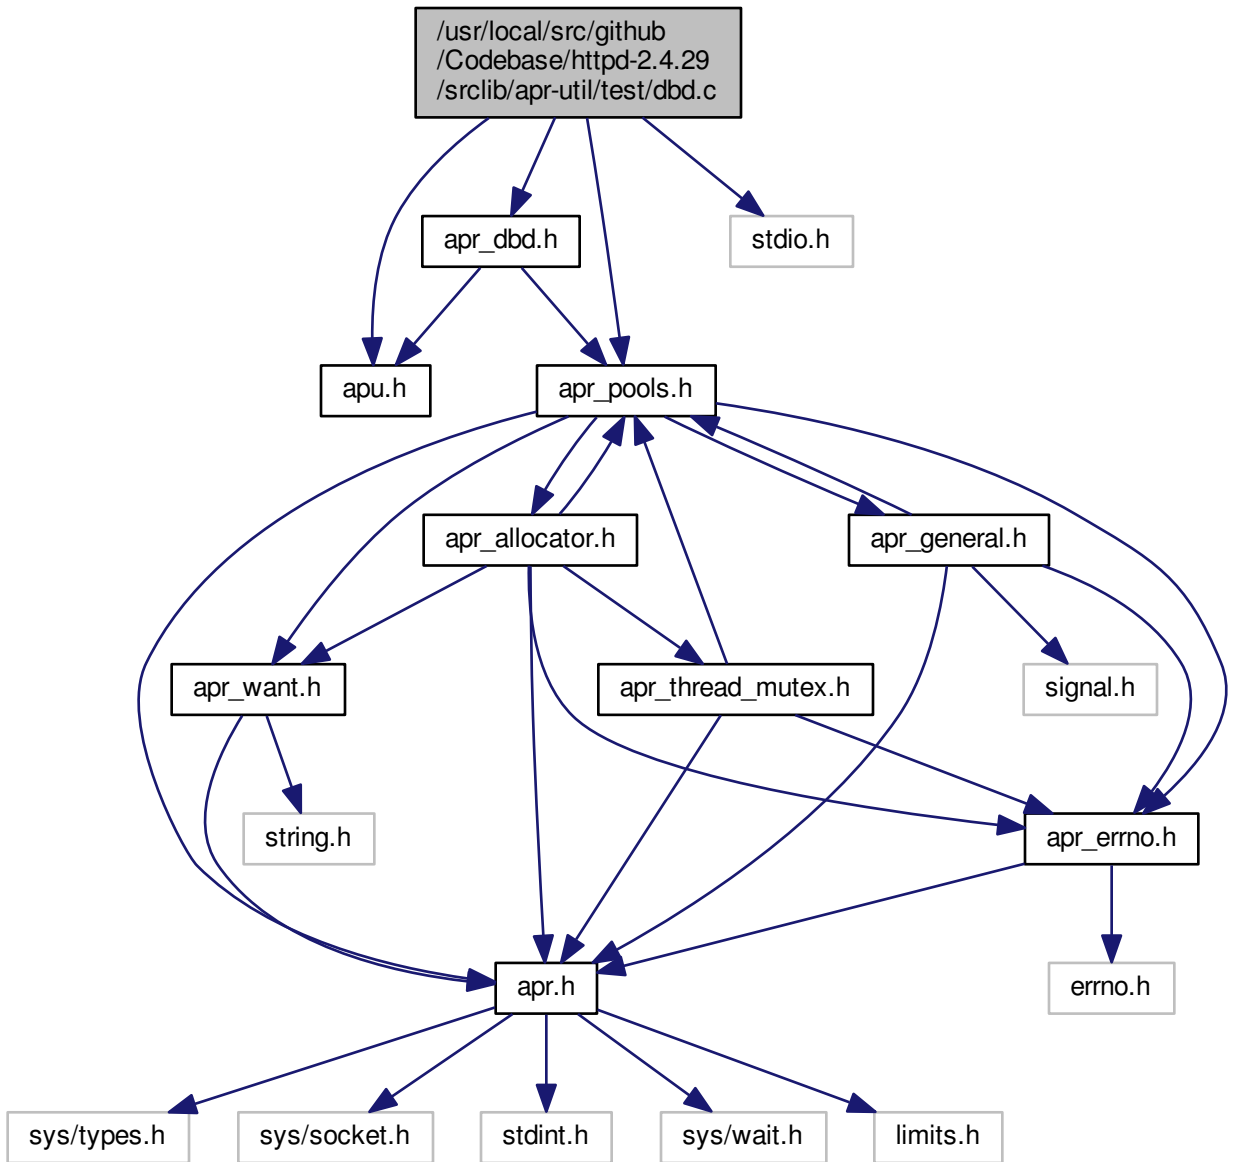 /usr/local/src/github
/Codebase/httpd-2.4.29
/srclib/apr-util/test/dbd.c
apr_dbd.h
stdio.h
apu.h
apr_pools.h
apr_allocator.h
apr_general.h
apr_want.h
apr_thread_mutex.h
signal.h
string.h
apr_errno.h
apr.h
errno.h
sys/types.h
sys/socket.h
stdint.h
sys/wait.h
limits.h